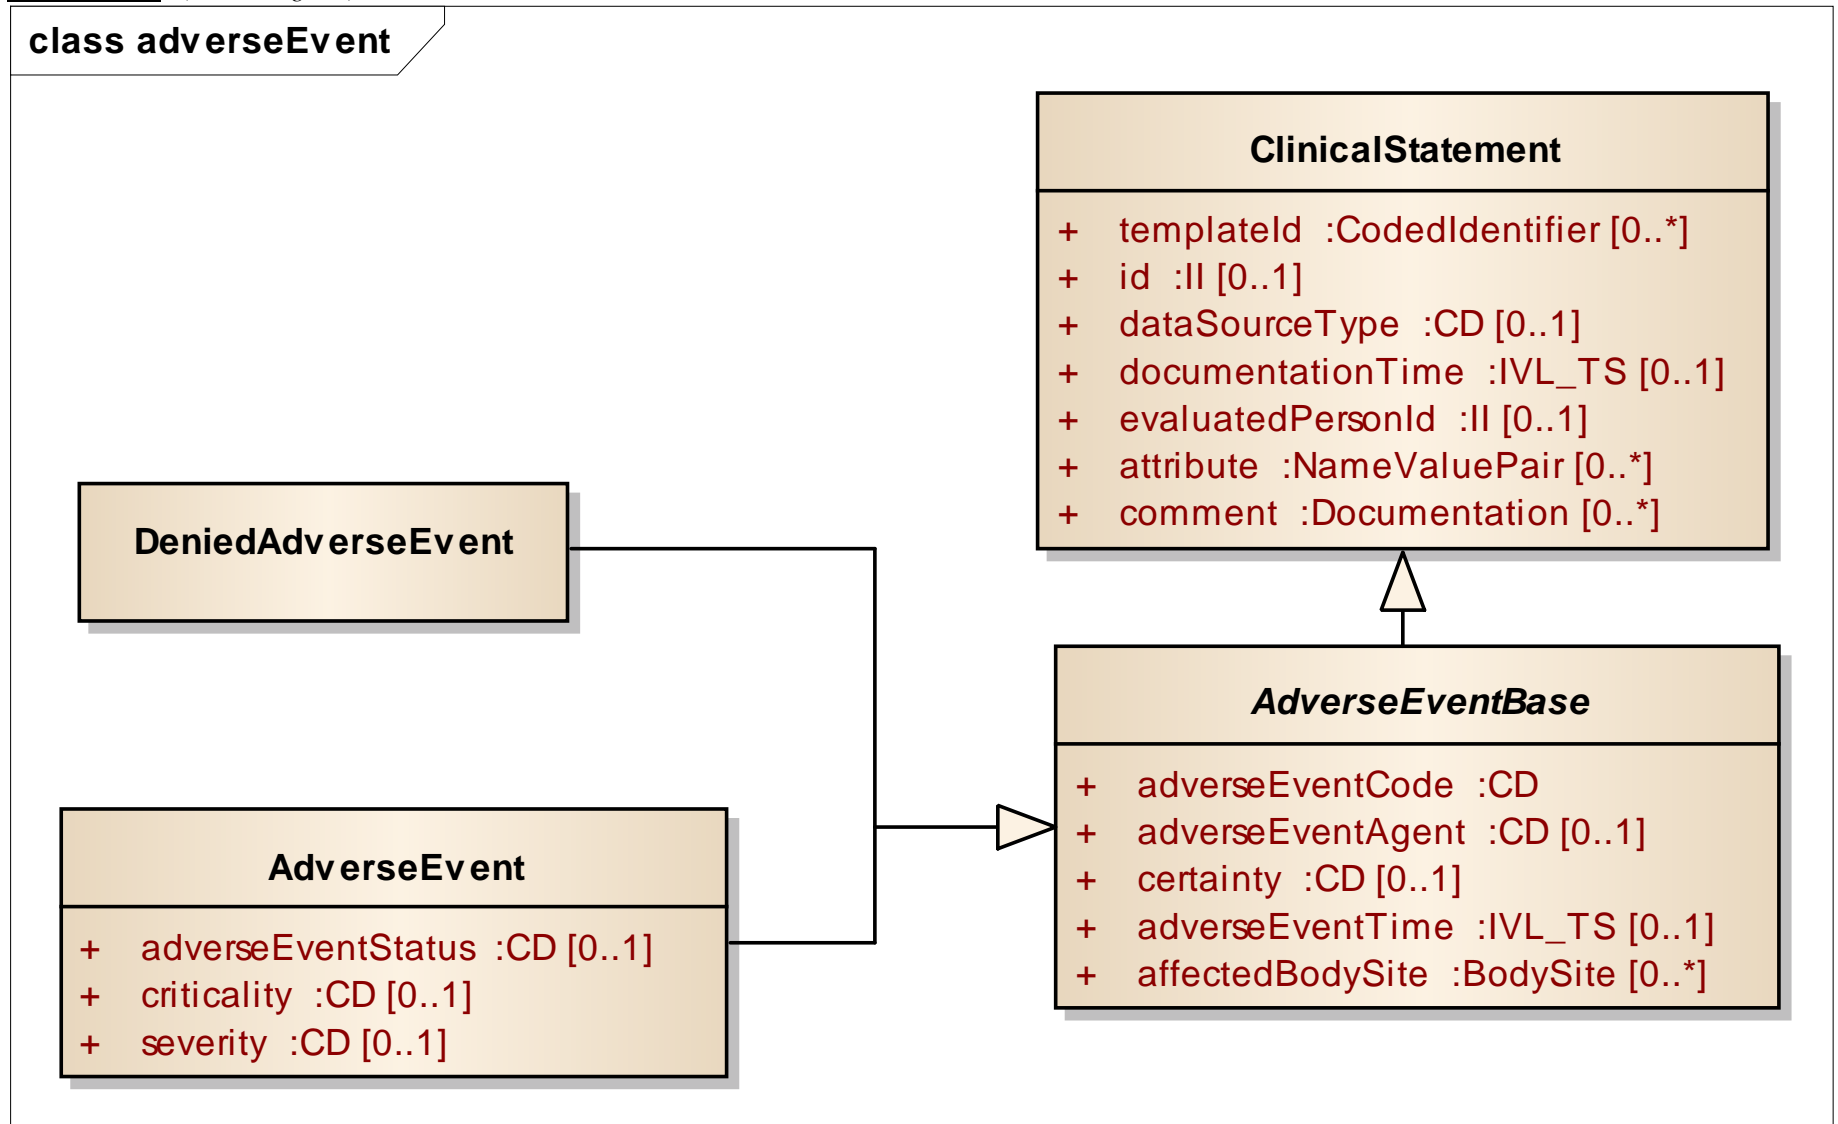 class adverseEvent
ClinicalStatement
+ templateId :CodedIdentifier [0..*]
+ id :II [0..1]
+ dataSourceType :CD [0..1]
+ documentationTime :IVL_TS [0..1]
+ evaluatedPersonId :II [0..1]
+ attribute :NameValuePair [0..*]
+ comment :Documentation [0..*]
DeniedAdverseEvent
AdverseEventBase
+ adverseEventCode :CD
+ adverseEventAgent :CD [0..1]
+ certainty :CD [0..1]
+ adverseEventTime :IVL_TS [0..1]
+ affectedBodySite :BodySite [0..*]
AdverseEvent
+ adverseEventStatus :CD [0..1]
+ criticality :CD [0..1]
+ severity :CD [0..1]